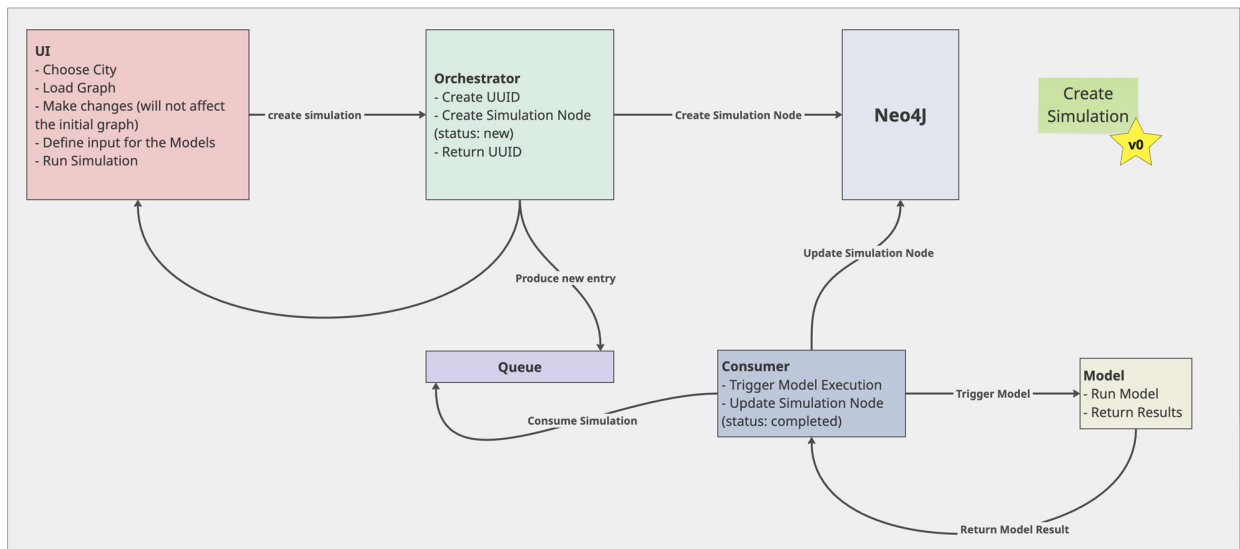 UI
- Choose City
- Load Graph
- Make changes (will not affect
the initial graph)
- Define input for the Models
- Run Simulation
create simulation
Orchestrator
- Create UUID
- Create Simulation Node
(status: new)
- Return UUID
Create Simulation Node
Neo4J
Create
Simulation
v0
Update Simulation Node
Produce new entry
Queue
Consume Simulation
Consumer
- Trigger Model Execution
- Update Simulation Node
(status: completed)
Trigger Model
Model
- Run Model
- Return Results
Return Model Result